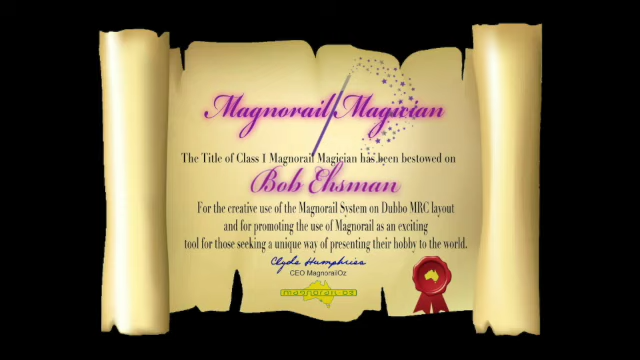 Magnorail Magician
The Title of Class 1 Magnorail Magician has been bestowed on
Bob Ehsman
For the creative use of the Magnorail System on Dubbo MRC layout
and for promoting the use of Magnorail as an exciting
tool for those seeking a unique way of presenting their hobby to the world.
Clyde Humphries
CEO MagnorailOz